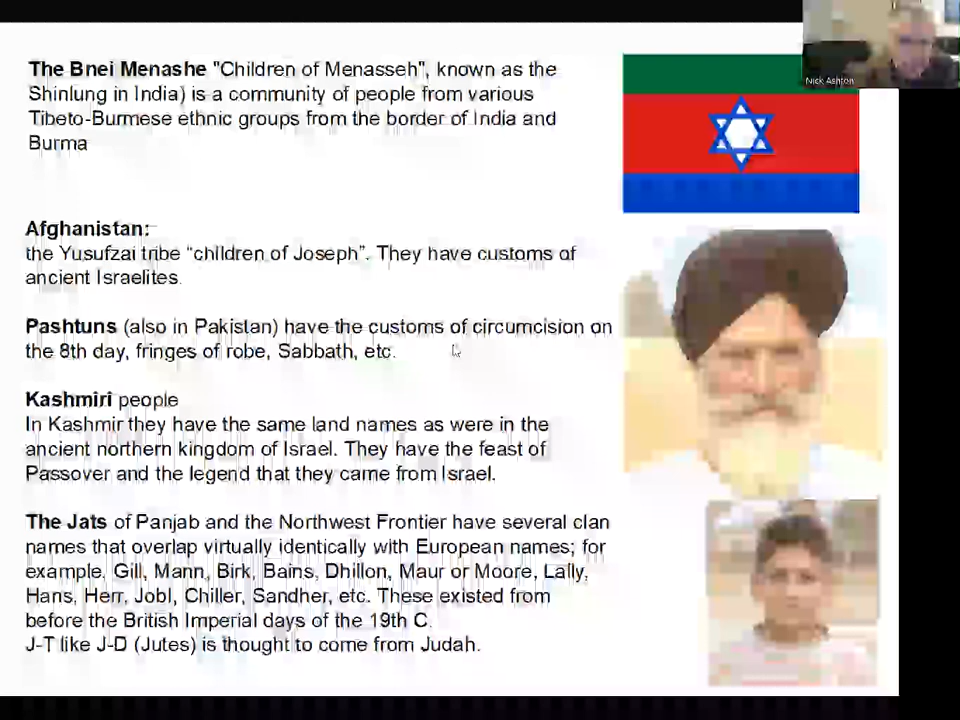 The Bnei Menashe "Children of Menasseh", known as the
Shinlung in India) is a community of people from various
Tibeto-Burmese ethnic groups from the border of India and
Burma
Nick Ashton
Afghanistan:
the Yusufzai tribe “children of Joseph”. They have customs of
ancient Israelites.
Pashtuns (also in Pakistan) have the customs of circumcision on
the 8th day, fringes of robe, Sabbath, etc.
Kashmiri people
In Kashmir they have the same land names as were in the
ancient northern kingdom of Israel. They have the feast of
Passover and the legend that they came from Israel.
The Jats of Panjab and the Northwest Frontier have several clan
names that overlap virtually identically with European names; for
example, Gill, Mann, Birk, Bains, Dhillon, Maur or Moore, Lally,
Hans, Herr, Jobl, Chiller, Sandher, etc. These existed from
before the British Imperial days of the 19th C.
J-T like J-D (Jutes) is thought to come from Judah.